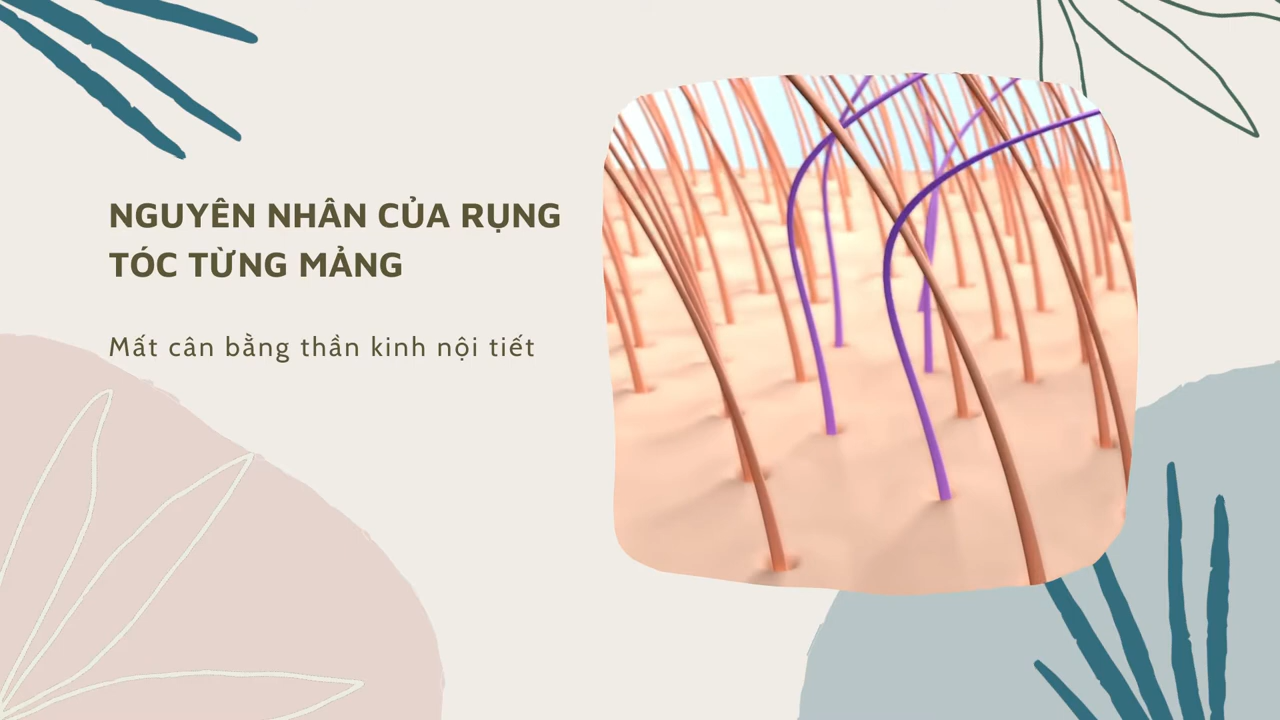 NGUYÊN NHÂN CỦA RỤNG
TÓC TỪNG MẢNG
Mất cân bằng thần kinh nội tiết